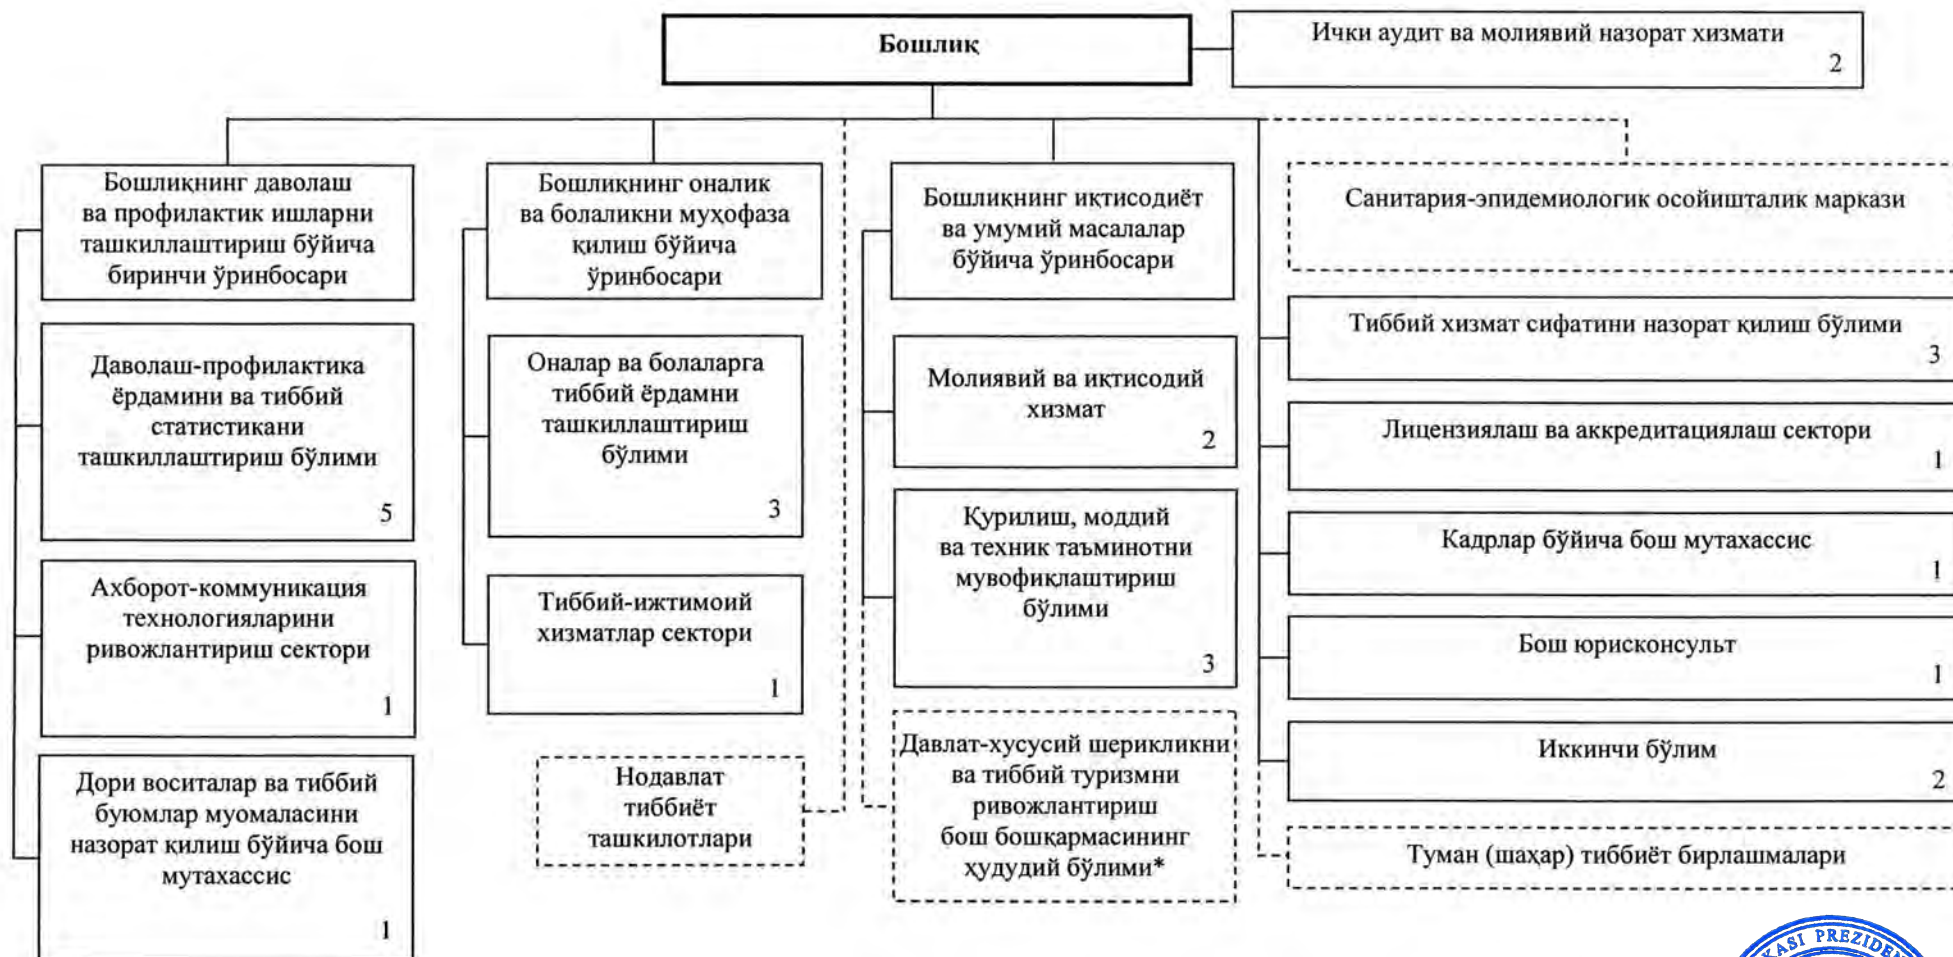 Бошлиқ
Ички аудит ва молиявий назорат хизмати
2
Бошлиқнинг даволаш
ва профилактик ишларни
ташкиллаштириш бўйича
биринчи ўринбосари
Даволаш-профилактика
ёрдамини ва тиббий
статистикани
ташкиллаштириш бўлими
5
Ахборот-коммуникация
технологияларини
ривожлантириш сектори
1
Дори воситалар ва тиббий
буюмлар муомаласини
назорат қилиш бўйича бош
мутахассис
1
Бошлиқнинг оналик
ва болаликни муҳофаза
қилиш бўйича
ўринбосари
Оналар ва болаларга
тиббий ёрдамни
ташкиллаштириш
бўлими
3
Тиббий-ижтимоий
хизматлар сектори
1
Нодавлат
тиббиёт
ташкилотлари
Бошлиқнинг иқтисодиёт
ва умумий масалалар
бўйича ўринбосари
Молиявий ва иқтисодий
хизмат
2
Қурилиш, моддий
ва техник таъминотни
мувофиқлаштириш
бўлими
3
Давлат-хусусий шерикликни
ва тиббий туризмни
ривожлантириш
бош бошқармасининг
ҳудудий бўлими*
Санитария-эпидемиологик осойишталик маркази
Тиббий хизмат сифатини назорат қилиш бўлими
3
Лицензиялаш ва аккредитациялаш сектори
1
Кадрлар бўйича бош мутахассис
1
Бош юрисконсульт
1
Иккинчи бўлим
2
Туман (шаҳар) тиббиёт бирлашмалари